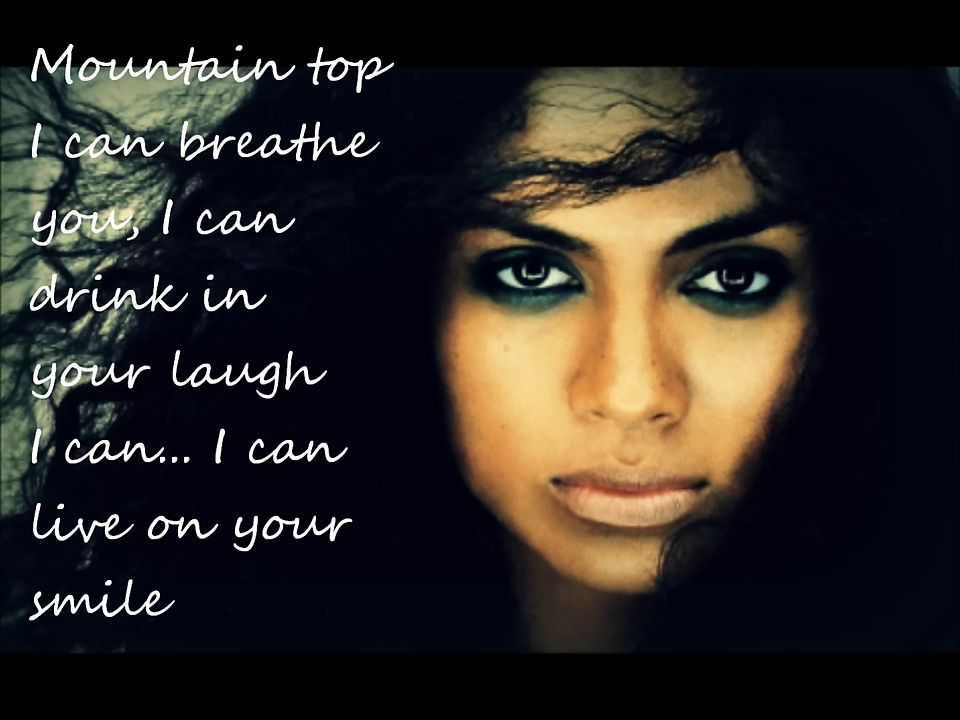 Mountain top
I can breathe
you, I can
drink in
your laugh
I can... I can
live on your
smile